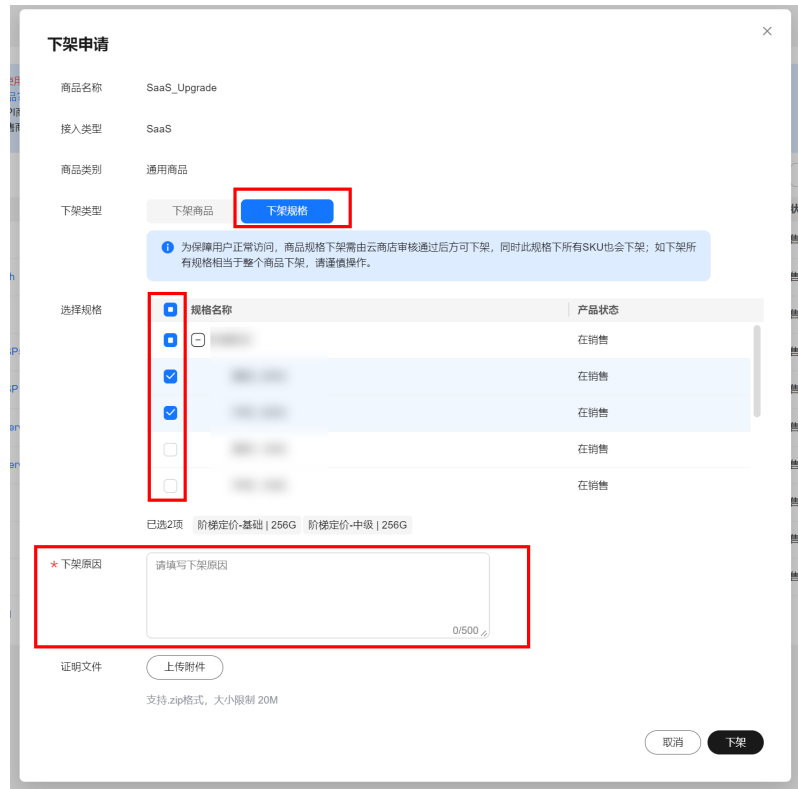 下架申请
商品名称 SaaS_Upgrade
接入类型 SaaS
商品类别 通用商品
下架类型 下架商品 下架规格
为保障用户正常访问，商品规格下架需由云商店审核通过后方可下架，同时此规格下所有SKU也会下架；如下架所
有规格相当于整个商品下架，请谨慎操作。
选择规格 规格名称 产品状态
在销售
在销售
在销售
在销售
在销售
已选2项 阶梯定价-基础 | 256G 阶梯定价-中级 | 256G
* 下架原因 请填写下架原因
0/500
证明文件 上传附件
支持.zip格式，大小限制 20M
取消 下架